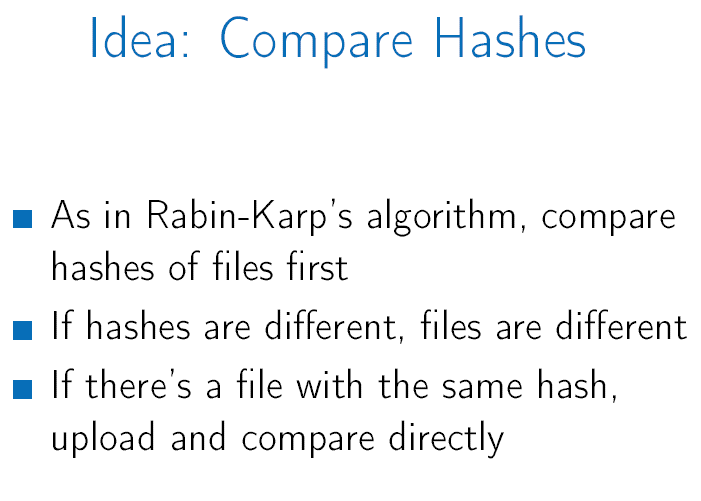 Idea: Compare Hashes
As in Rabin-Karp's algorithm, compare
hashes of files first
If hashes are different, files are different
If there's a file with the same hash,
upload and compare directly